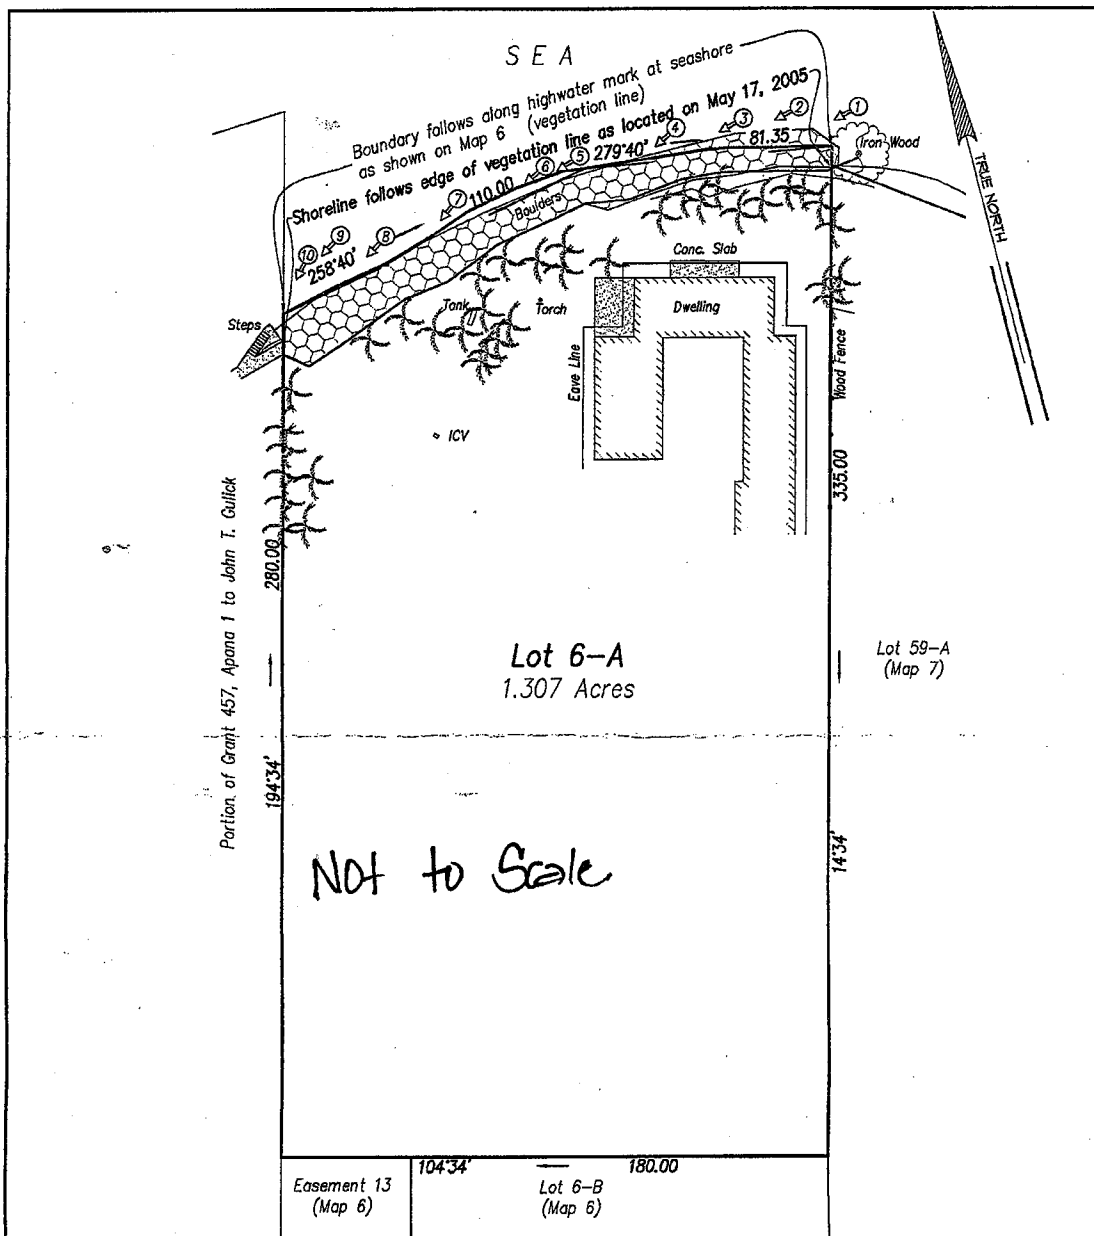 SEA
Boundary follows along highwater mark at seashore
as shown on Map 6 (vegetation line)
Shoreline follows edge of vegetation line as located on May 17, 2005
1
2
3
4
5
6
7
8
9
10
81.35
279°40'
110.00
258°40'
Iron Wood
TRUE NORTH
Boulders
Steps
Tank
Torch
Conc. Slab
Dwelling
Eave Line
Wood Fence
ICV
335.00
280.00
Portion of Grant 457, Apana 1 to John T. Gulick
194°34'
Lot 6-A
1.307 Acres
Lot 59-A
(Map 7)
14°34'
Not to Scale
104°34'
180.00
Easement 13
(Map 6)
Lot 6-B
(Map 6)